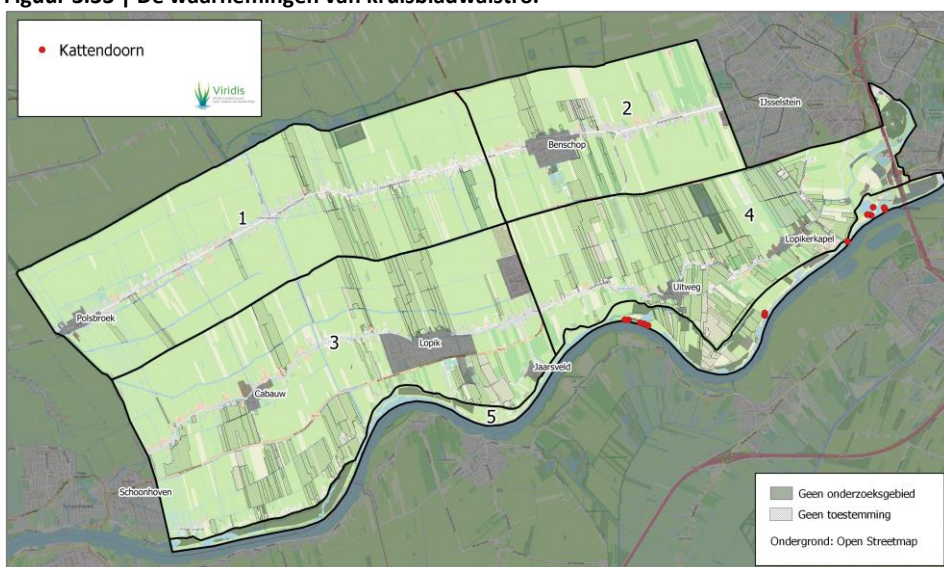 Figuur 3.55 | De waarnemingen van kruisbladwalstro.
Kattendoorn
Viridis
IJsselstein
2
Benschop
1
4
Lopikerkapel
Uitweg
Polsbroek
3
Lopik
Jaarsveld
Cabauw
5
Schoonhoven
Geen onderzoeksgebied
Geen toestemming
Ondergrond: Open Streetmap